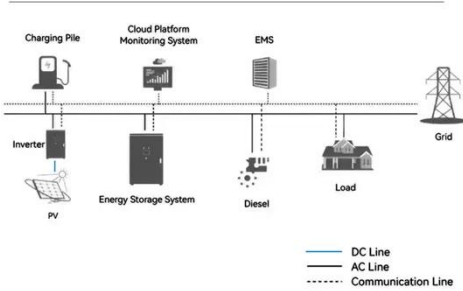 Charging Pile
Cloud Platform
Monitoring System
EMS
Grid
Inverter
PV
Energy Storage System
Diesel
Load
DC Line
AC Line
Communication Line